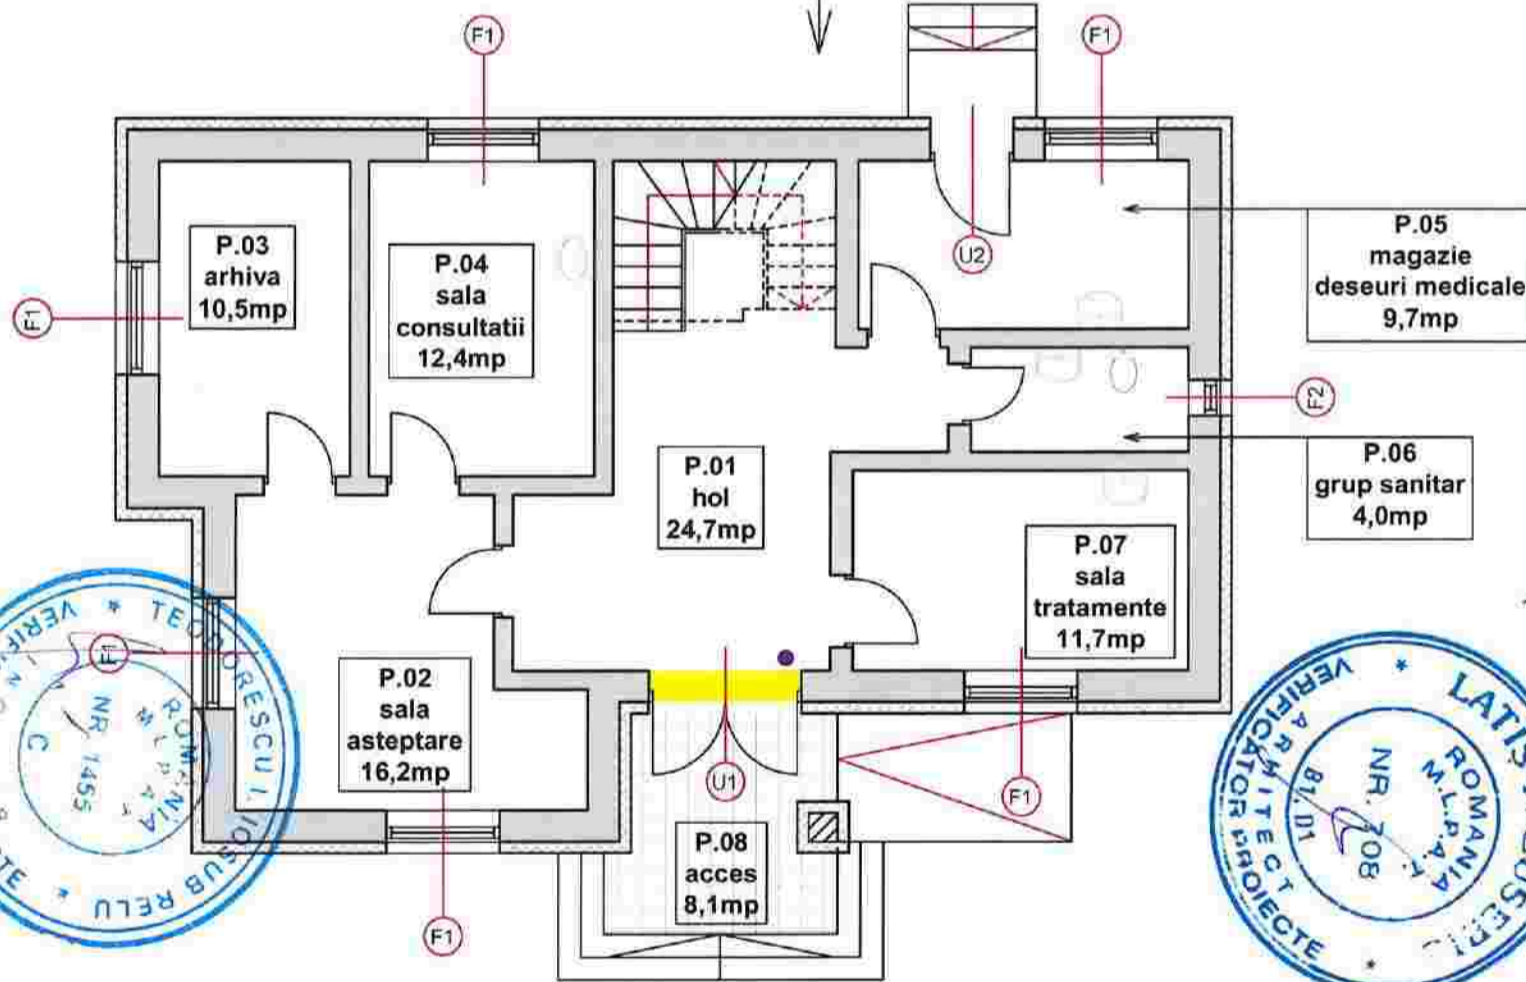 F1
F1
P.03
arhiva
10,5mp
P.04
sala
consultatii
12,4mp
U2
P.05
magazie
deseuri medicale
9,7mp
F1
F2
P.01
hol
24,7mp
P.06
grup sanitar
4,0mp
P.07
sala
tratamente
11,7mp
F1
P.02
sala
asteptare
16,2mp
U1
F1
P.08
acces
8,1mp
F1
* TEODORESCU I. IOSUB RELU *
ROMANIA
M L P A T
NR 1455
C
LATIS
VERIFICATOR PROIECTE
*
*
ARHITECT
ROMANIA
M.L.P.A.T.
NR. 708
B1.D1